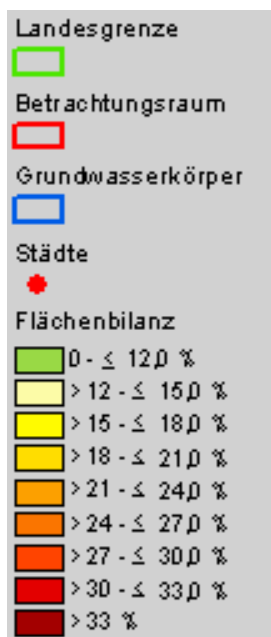 Landesgrenze
Betrachtungsraum
Grundwasserkörper
Städte
Flächenbilanz
0 - ≤ 12,0 %
> 12 - ≤ 15,0 %
> 15 - ≤ 18,0 %
> 18 - ≤ 21,0 %
> 21 - ≤ 24,0 %
> 24 - ≤ 27,0 %
> 27 - ≤ 30,0 %
> 30 - ≤ 33,0 %
> 33 %